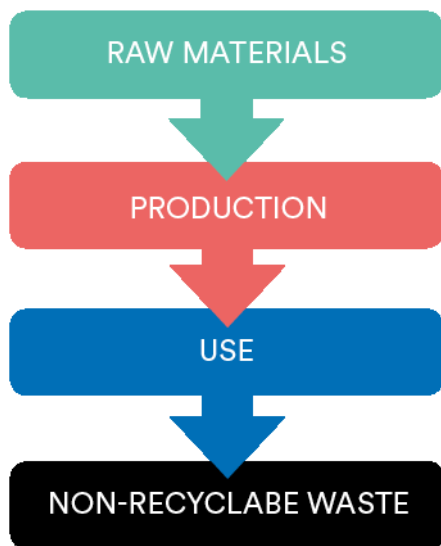 RAW MATERIALS
PRODUCTION
USE
NON-RECYCLABE WASTE